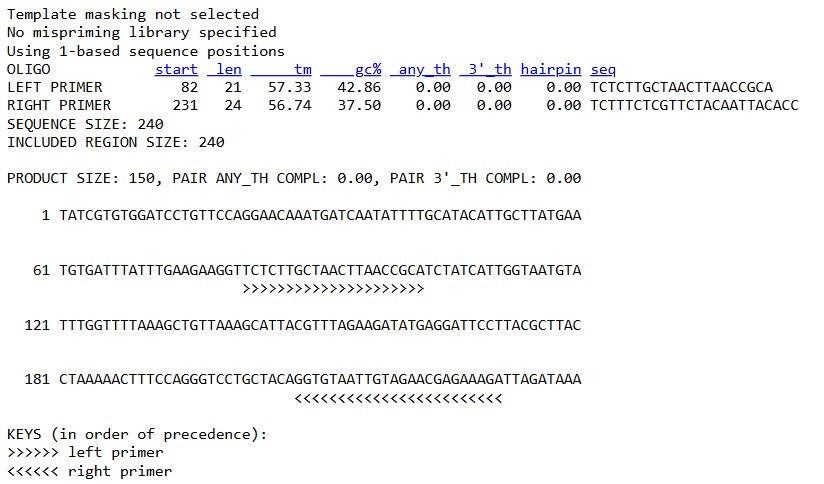 Template masking not selected
No mispriming library specified
Using 1-based sequence positions
OLIGO start len tm gc% any_th 3'_th hairpin seq
LEFT PRIMER 82 21 57.33 42.86 0.00 0.00 0.00 TCTCTTGCTAACTTAACCGCA
RIGHT PRIMER 231 24 56.74 37.50 0.00 0.00 0.00 TCTTTCTCGTTCTACAATTACACC
SEQUENCE SIZE: 240
INCLUDED REGION SIZE: 240
PRODUCT SIZE: 150, PAIR ANY_TH COMPL: 0.00, PAIR 3'_TH COMPL: 0.00
1 TATCGTGTGGATCCTGTTCCAGGAACAAATGATCAATATTTTGCATACATTGCTTATGAA
61 TGTGATTTATTTGAAGAAGGTTCTCTTGCTAACTTAACCGCATCTATCATTGGTAATGTA
>>>>>>>>>>>>>>>>>>>>>
121 TTTGGTTTTAAAGCTGTTAAAGCATTACGTTTAGAAGATATGAGGATTCCTTACGCTTAC
181 CTAAAAACTTTCCAGGGTCCTGCTACAGGTGTAATTGTAGAACGAGAAAGATTAGATAAA
<<<<<<<<<<<<<<<<<<<<<<<<
KEYS (in order of precedence):
>>>>>> left primer
<<<<<< right primer